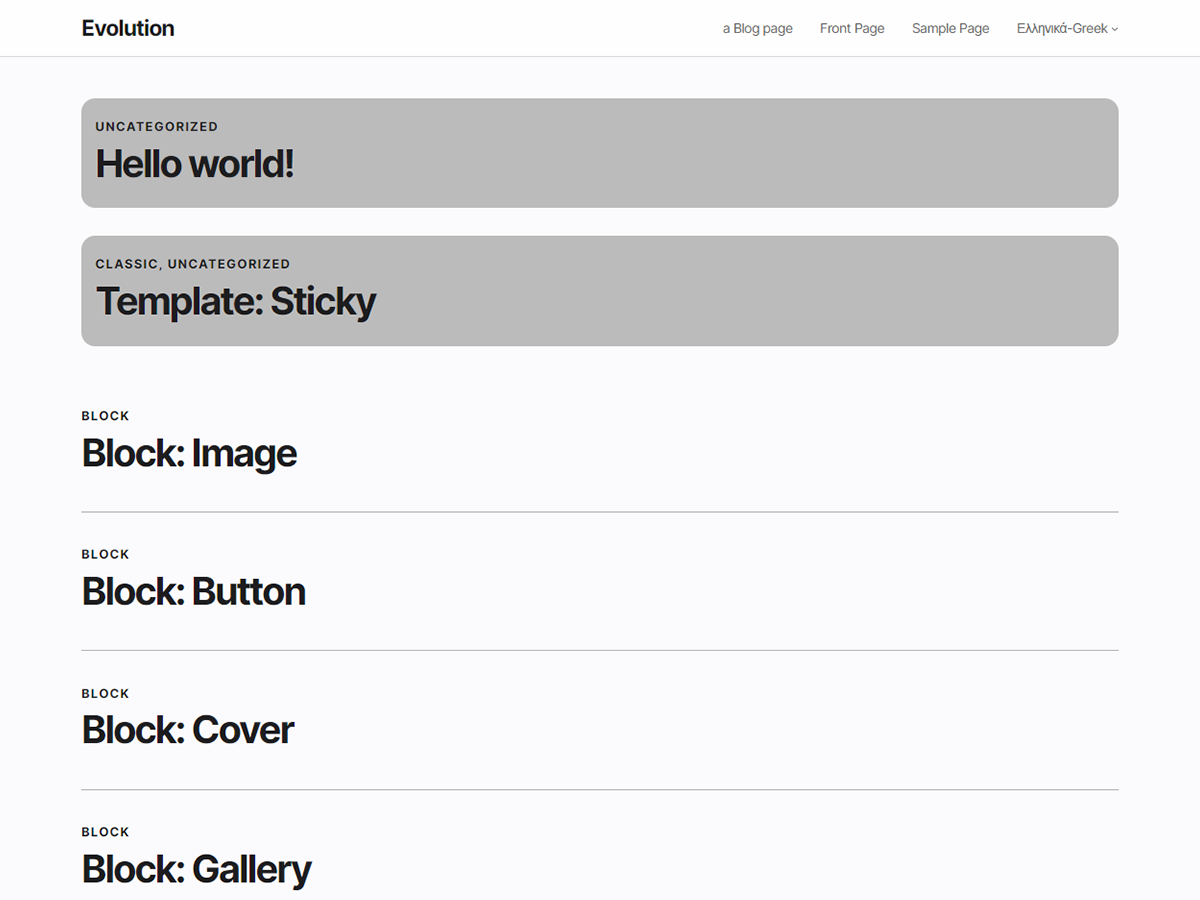 Evolution
a Blog page Front Page Sample Page Ελληνικά-Greek
UNCATEGORIZED
Hello world!
CLASSIC, UNCATEGORIZED
Template: Sticky
BLOCK
Block: Image
BLOCK
Block: Button
BLOCK
Block: Cover
BLOCK
Block: Gallery